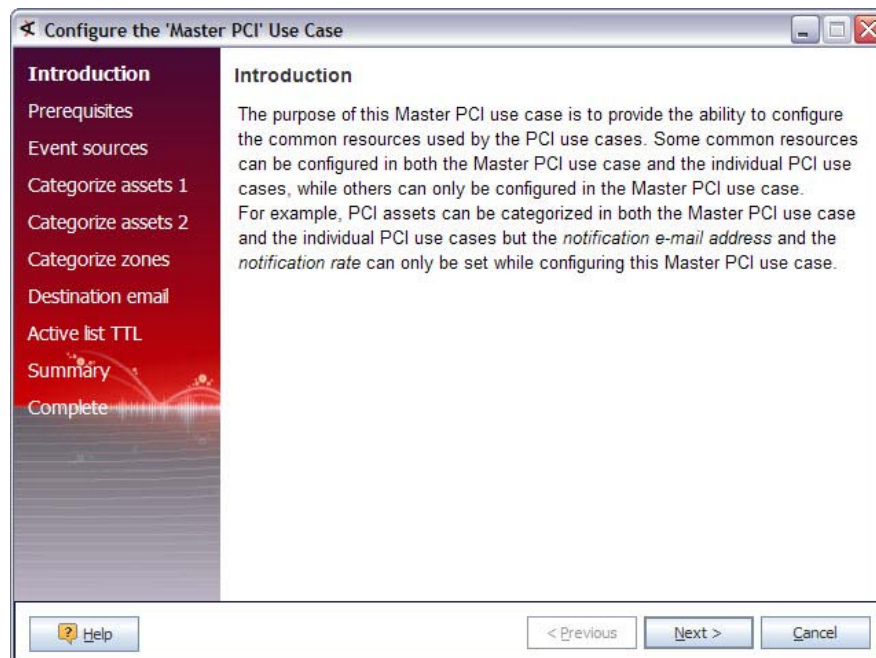 Configure the 'Master PCI' Use Case
Introduction
Prerequisites
Event sources
Categorize assets 1
Categorize assets 2
Categorize zones
Destination email
Active list TTL
Summary
Complete
Introduction
The purpose of this Master PCI use case is to provide the ability to configure
the common resources used by the PCI use cases. Some common resources
can be configured in both the Master PCI use case and the individual PCI use
cases, while others can only be configured in the Master PCI use case.
For example, PCI assets can be categorized in both the Master PCI use case
and the individual PCI use cases but the notification e-mail address and the
notification rate can only be set while configuring this Master PCI use case.
Help
< Previous
Next >
Cancel